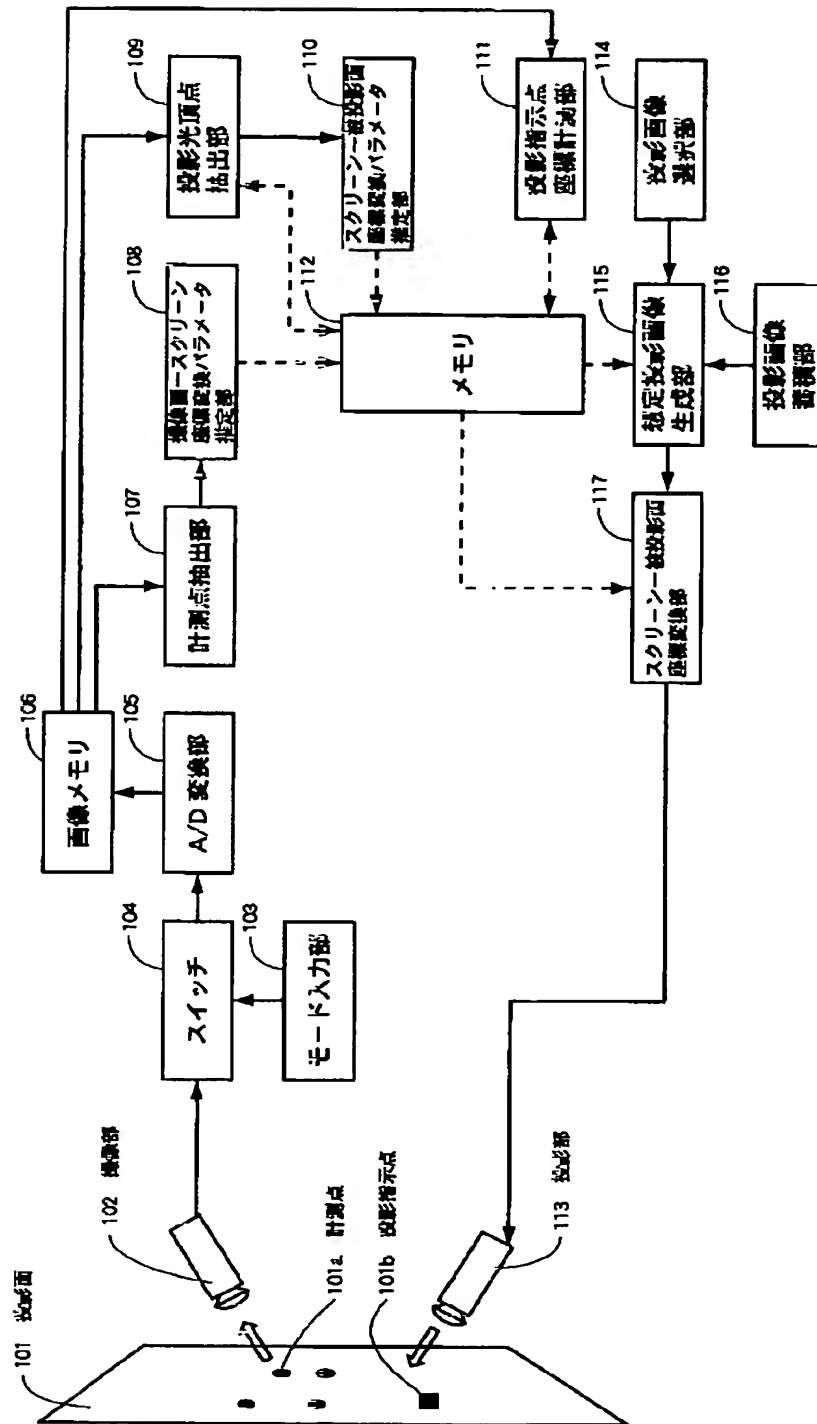 101 投影面
102 撮像部
101a 計測点
101b 投影指示点
113 投影部
104
スイッチ
103
モード入力部
105
A/D 変換部
106
画像メモリ
107
計測点抽出部
108
撮像面ースクリーン
座標変換パラメータ
推定部
109
投影光頂点
抽出部
110
スクリーンー被投影面
座標変換パラメータ
推定部
112
メモリ
111
投影指示点
座標計測部
114
投影画像
選択部
115
想定投影画像
生成部
116
投影画像
蓄積部
117
スクリーンー被投影面
座標変換部